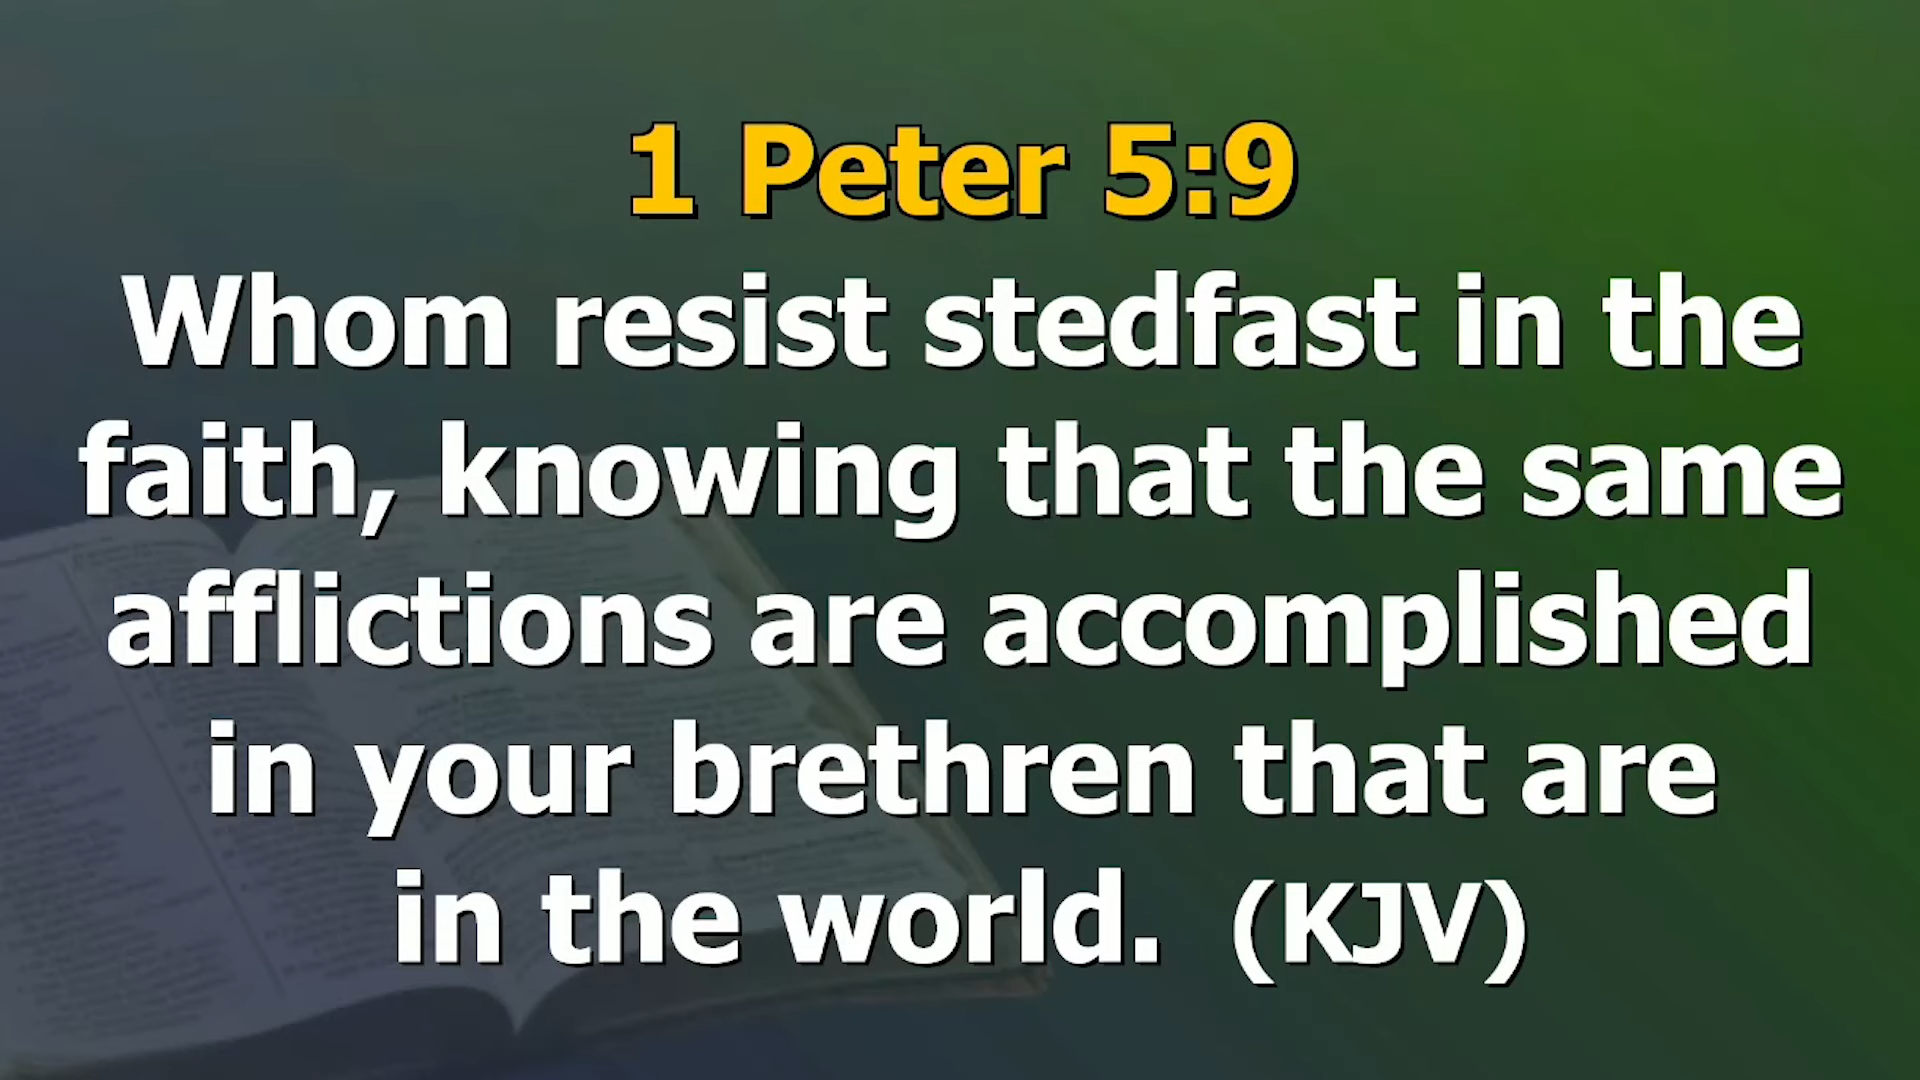 1 Peter 5:9
Whom resist stedfast in the
faith, knowing that the same
afflictions are accomplished
in your brethren that are
in the world.  (KJV)